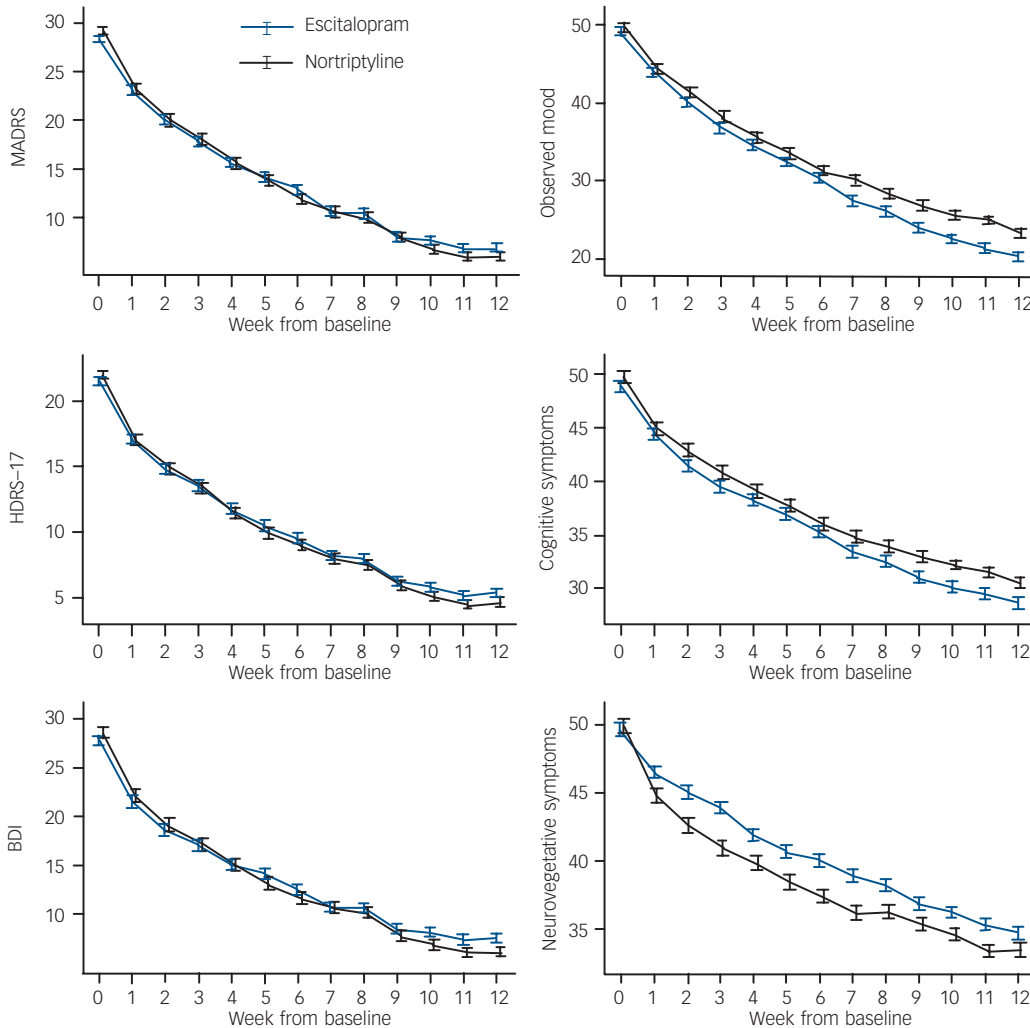 MADRS
30
25
20
15
10
Escitalopram
Nortriptyline
0 1 2 3 4 5 6 7 8 9 10 11 12
Week from baseline
Observed mood
50
40
30
20
0 1 2 3 4 5 6 7 8 9 10 11 12
Week from baseline
HDRS–17
20
15
10
5
0 1 2 3 4 5 6 7 8 9 10 11 12
Week from baseline
Cognitive symptoms
50
45
40
35
30
0 1 2 3 4 5 6 7 8 9 10 11 12
Week from baseline
BDI
30
25
20
15
10
0 1 2 3 4 5 6 7 8 9 10 11 12
Week from baseline
Neurovegetative symptoms
50
45
40
35
0 1 2 3 4 5 6 7 8 9 10 11 12
Week from baseline